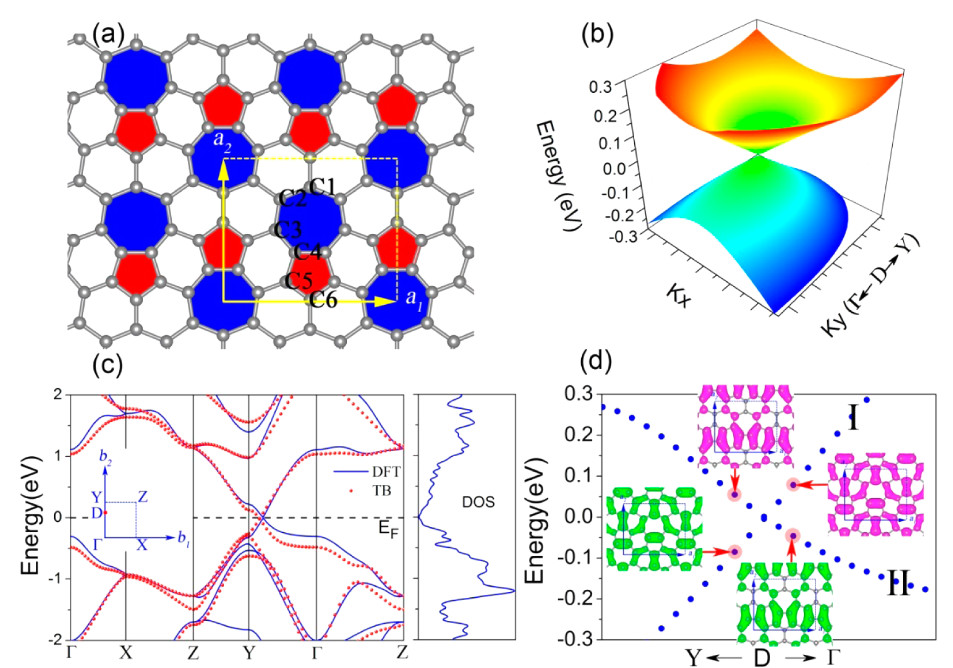 (a)
a2
C1
C2
C3
C4
C5
C6
a1
(b)
Energy (eV)
0.3
0.2
0.1
0.0
-0.1
-0.2
-0.3
Kx
Ky (Γ ← D → Y)
(c)
Energy(eV)
2
1
0
-1
-2
b2
Y Z
D
Γ X
b1
DFT
TB
EF
Γ X Z Y Γ Z
DOS
(d)
Energy(eV)
0.3
0.2
0.1
0.0
-0.1
-0.2
-0.3
I
II
Y ← D → Γ